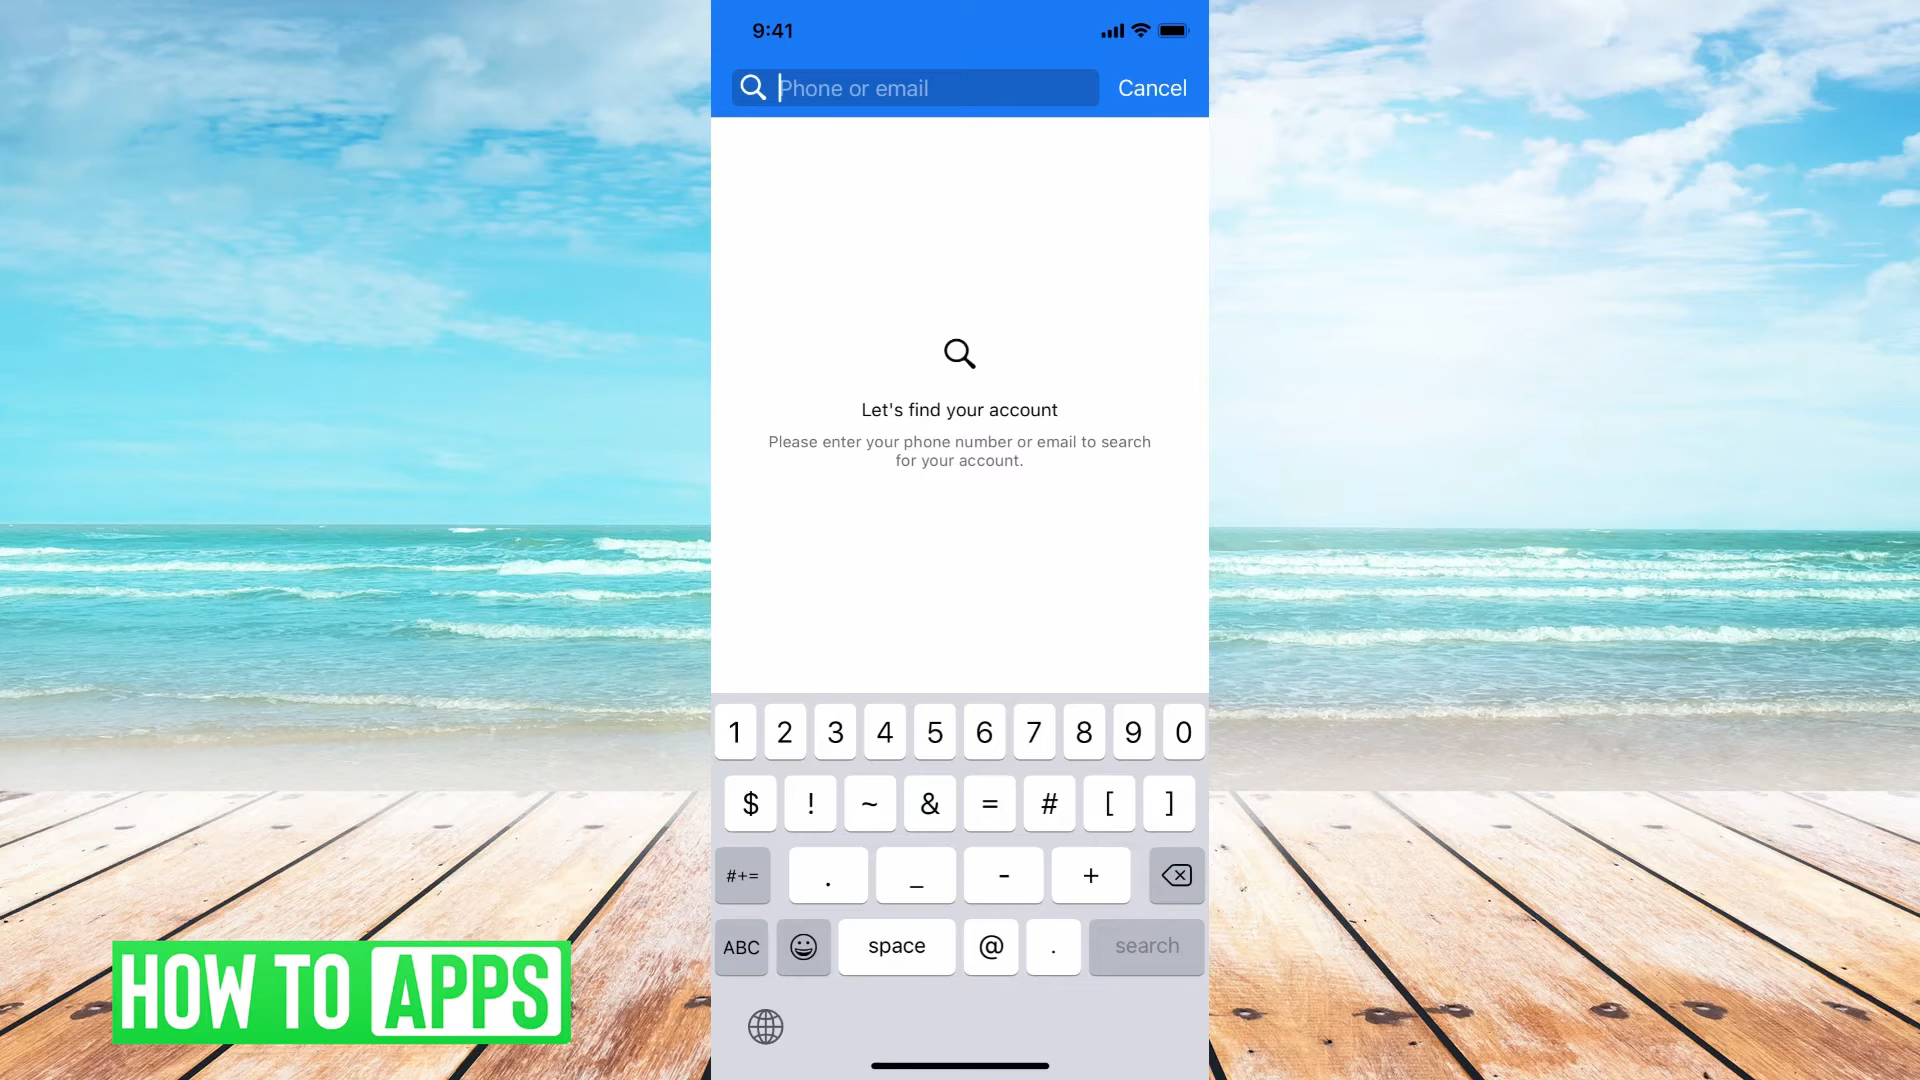 9:41
Phone or email
Cancel
Let's find your account
Please enter your phone number or email to search
for your account.
1 2 3 4 5 6 7 8 9 0
$ ! ~ & = # [ ]
#+= . _ - +
ABC space @ . search
HOW TO APPS